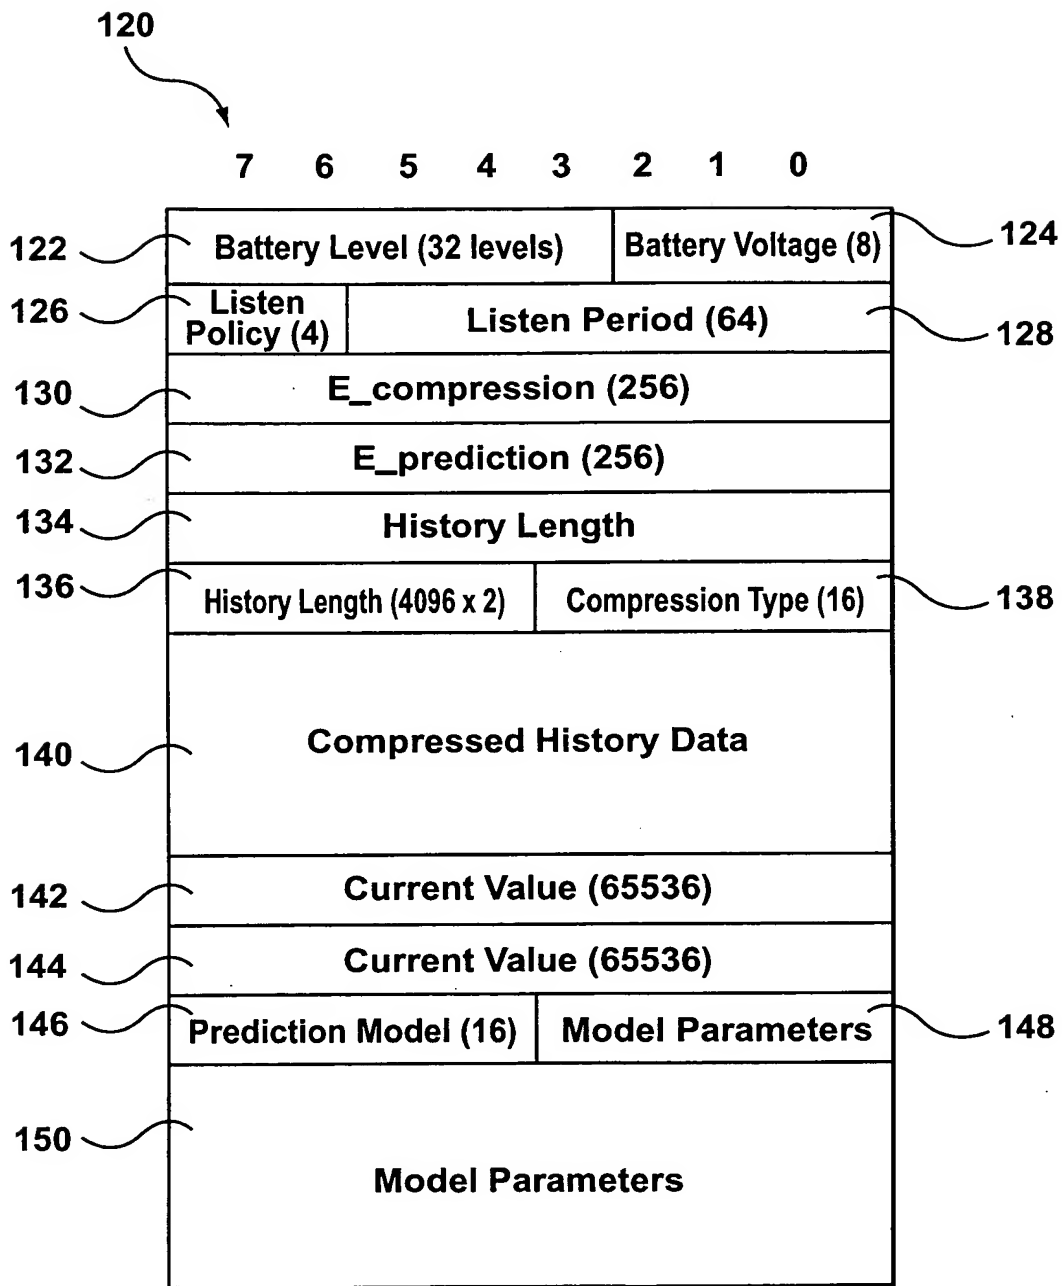 120
7 6 5 4 3 2 1 0
122 Battery Level (32 levels) Battery Voltage (8) 124
126 Listen
Policy (4) Listen Period (64) 128
130 E_compression (256)
132 E_prediction (256)
134 History Length
136 History Length (4096 x 2) Compression Type (16) 138
140 Compressed History Data
142 Current Value (65536)
144 Current Value (65536)
146 Prediction Model (16) Model Parameters 148
150 Model Parameters